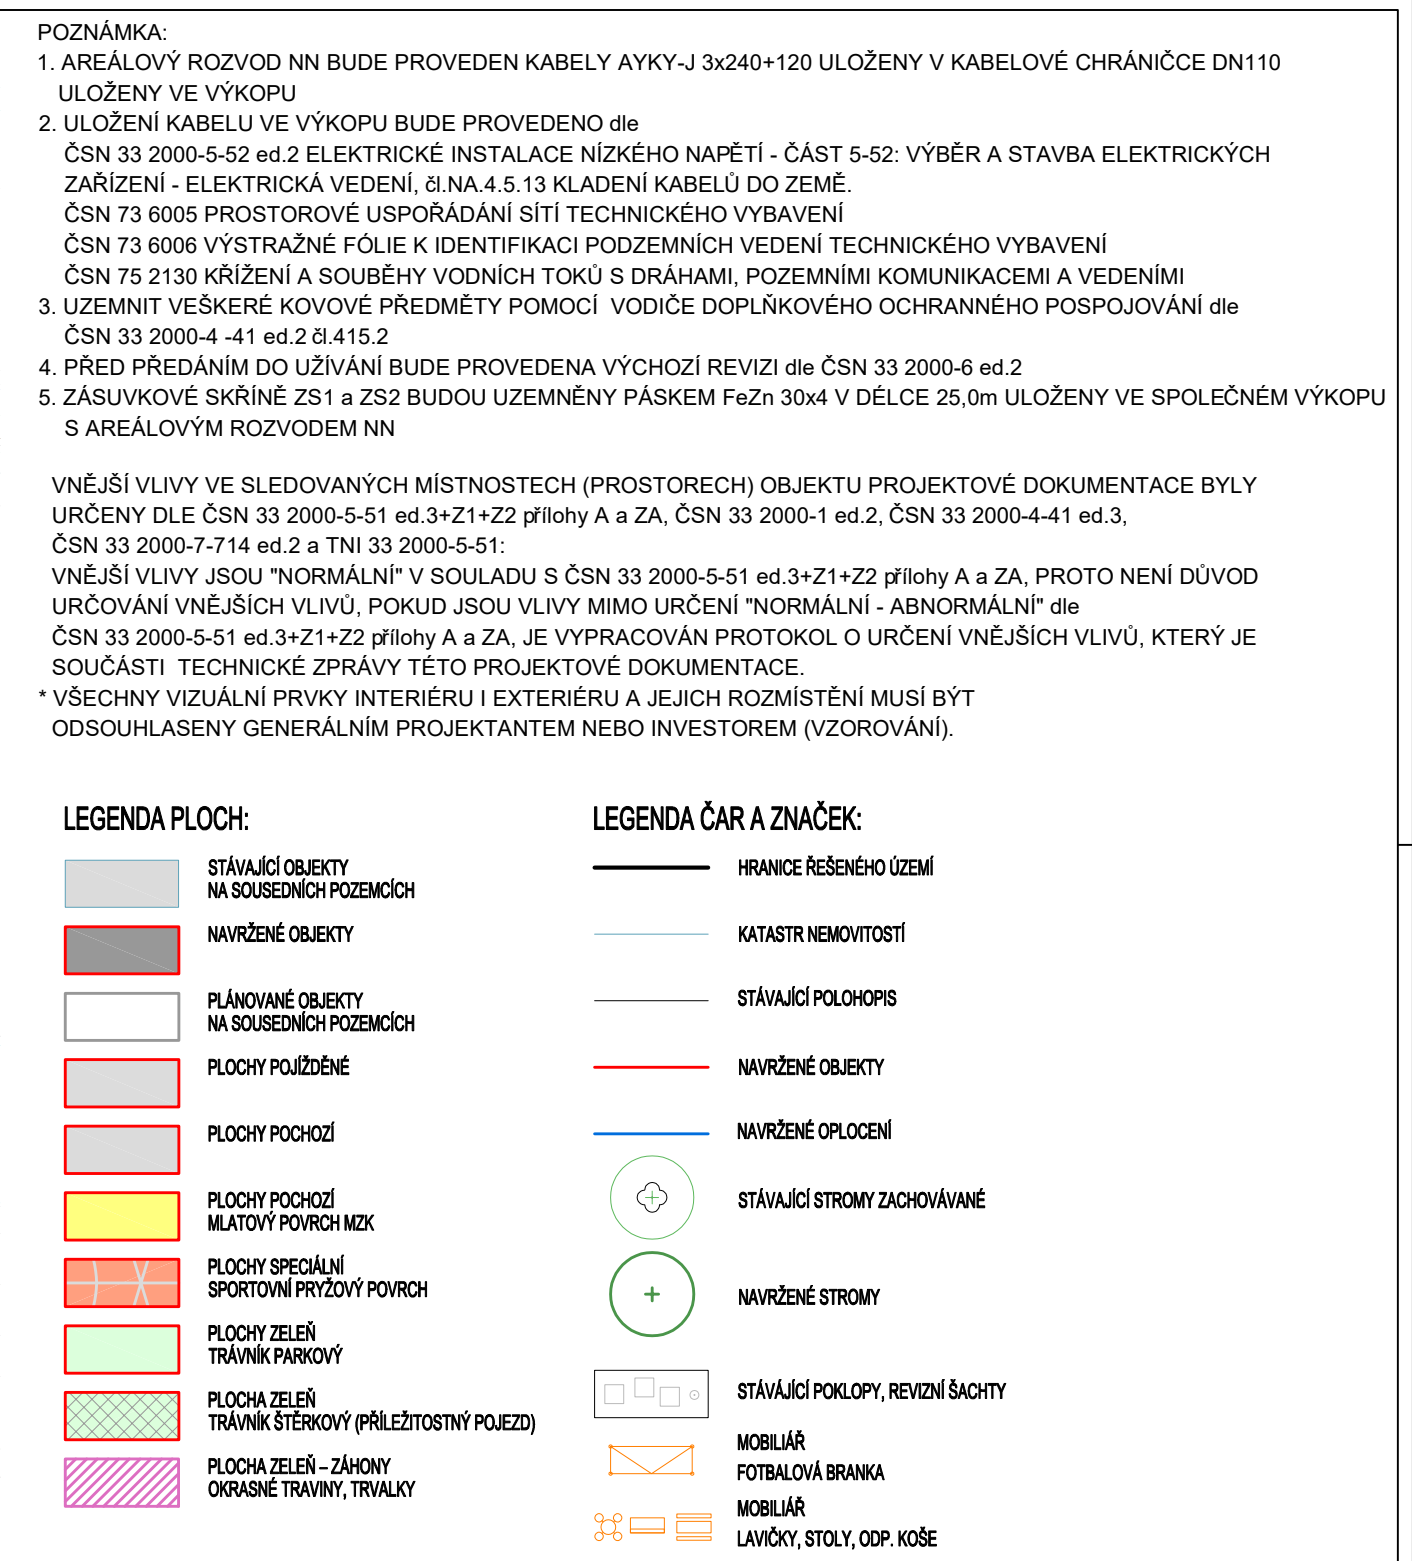 POZNÁMKA:
1. AREÁLOVÝ ROZVOD NN BUDE PROVEDEN KABELY AYKY-J 3x240+120 ULOŽENY V KABELOVÉ CHRÁNIČCE DN110
ULOŽENY VE VÝKOPU
2. ULOŽENÍ KABELU VE VÝKOPU BUDE PROVEDENO dle
ČSN 33 2000-5-52 ed.2 ELEKTRICKÉ INSTALACE NÍZKÉHO NAPĚTÍ - ČÁST 5-52: VÝBĚR A STAVBA ELEKTRICKÝCH
ZAŘÍZENÍ - ELEKTRICKÁ VEDENÍ, čl.NA.4.5.13 KLADENÍ KABELŮ DO ZEMĚ.
ČSN 73 6005 PROSTOROVÉ USPOŘÁDÁNÍ SÍTÍ TECHNICKÉHO VYBAVENÍ
ČSN 73 6006 VÝSTRAŽNÉ FÓLIE K IDENTIFIKACI PODZEMNÍCH VEDENÍ TECHNICKÉHO VYBAVENÍ
ČSN 75 2130 KŘÍŽENÍ A SOUBĚHY VODNÍCH TOKŮ S DRÁHAMI, POZEMNÍMI KOMUNIKACEMI A VEDENÍMI
3. UZEMNIT VEŠKERÉ KOVOVÉ PŘEDMĚTY POMOCÍ  VODIČE DOPLŇKOVÉHO OCHRANNÉHO POSPOJOVÁNÍ dle
ČSN 33 2000-4 -41 ed.2 čl.415.2
4. PŘED PŘEDÁNÍM DO UŽÍVÁNÍ BUDE PROVEDENA VÝCHOZÍ REVIZI dle ČSN 33 2000-6 ed.2
5. ZÁSUVKOVÉ SKŘÍNĚ ZS1 a ZS2 BUDOU UZEMNĚNY PÁSKEM FeZn 30x4 V DÉLCE 25,0m ULOŽENY VE SPOLEČNÉM VÝKOPU
S AREÁLOVÝM ROZVODEM NN
VNĚJŠÍ VLIVY VE SLEDOVANÝCH MÍSTNOSTECH (PROSTORECH) OBJEKTU PROJEKTOVÉ DOKUMENTACE BYLY
URČENY DLE ČSN 33 2000-5-51 ed.3+Z1+Z2 přílohy A a ZA, ČSN 33 2000-1 ed.2, ČSN 33 2000-4-41 ed.3,
ČSN 33 2000-7-714 ed.2 a TNI 33 2000-5-51:
VNĚJŠÍ VLIVY JSOU "NORMÁLNÍ" V SOULADU S ČSN 33 2000-5-51 ed.3+Z1+Z2 přílohy A a ZA, PROTO NENÍ DŮVOD
URČOVÁNÍ VNĚJŠÍCH VLIVŮ, POKUD JSOU VLIVY MIMO URČENÍ "NORMÁLNÍ - ABNORMÁLNÍ" dle
ČSN 33 2000-5-51 ed.3+Z1+Z2 přílohy A a ZA, JE VYPRACOVÁN PROTOKOL O URČENÍ VNĚJŠÍCH VLIVŮ, KTERÝ JE
SOUČÁSTI  TECHNICKÉ ZPRÁVY TÉTO PROJEKTOVÉ DOKUMENTACE.
* VŠECHNY VIZUÁLNÍ PRVKY INTERIÉRU I EXTERIÉRU A JEJICH ROZMÍSTĚNÍ MUSÍ BÝT
ODSOUHLASENY GENERÁLNÍM PROJEKTANTEM NEBO INVESTOREM (VZOROVÁNÍ).
LEGENDA PLOCH:
STÁVAJÍCÍ OBJEKTY
NA SOUSEDNÍCH POZEMCÍCH
NAVRŽENÉ OBJEKTY
PLÁNOVANÉ OBJEKTY
NA SOUSEDNÍCH POZEMCÍCH
PLOCHY POJÍŽDĚNÉ
PLOCHY POCHOZÍ
PLOCHY POCHOZÍ
MLATOVÝ POVRCH MZK
PLOCHY SPECIÁLNÍ
SPORTOVNÍ PRYŽOVÝ POVRCH
PLOCHY ZELEŇ
TRÁVNÍK PARKOVÝ
PLOCHA ZELEŇ
TRÁVNÍK ŠTĚRKOVÝ (PŘÍLEŽITOSTNÝ POJEZD)
PLOCHA ZELEŇ – ZÁHONY
OKRASNÉ TRAVINY, TRVALKY
LEGENDA ČAR A ZNAČEK:
HRANICE ŘEŠENÉHO ÚZEMÍ
KATASTR NEMOVITOSTÍ
STÁVAJÍCÍ POLOHOPIS
NAVRŽENÉ OBJEKTY
NAVRŽENÉ OPLOCENÍ
STÁVAJÍCÍ STROMY ZACHOVÁVANÉ
NAVRŽENÉ STROMY
STÁVÁJÍCÍ POKLOPY, REVIZNÍ ŠACHTY
MOBILIÁŘ
FOTBALOVÁ BRANKA
MOBILIÁŘ
LAVIČKY, STOLY, ODP. KOŠE